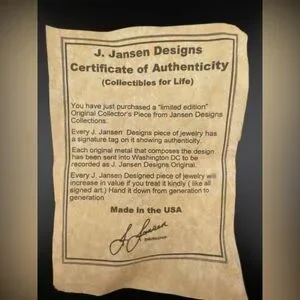 J. Jansen Designs
Certificate of Authenticity
(Collectibles for Life)
You have just purchased a "limited edition"
Original Collector's Piece from Jansen Designs
Collections.
Every J. Jansen Designs piece of jewelry has
a signature tag on it showing authenticity.
Each original metal that composes the design
has been sent into Washington DC to be
recorded as J. Jansen Designs Original.
Every J. Jansen Designed piece of jewelry will
increase in value if you treat it kindly ( like all
signed art.) Hand it down from generation to
generation
Made in the USA
J. Jansen